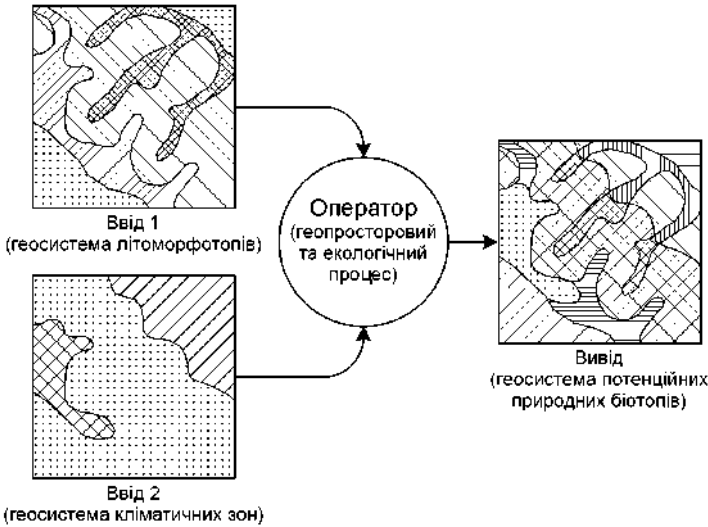 Ввід 1
(геосистема літоморфотопів)
Оператор
(геопросторовий
та екологічний
процес)
Вивід
(геосистема потенційних
природних біотопів)
Ввід 2
(геосистема кліматичних зон)